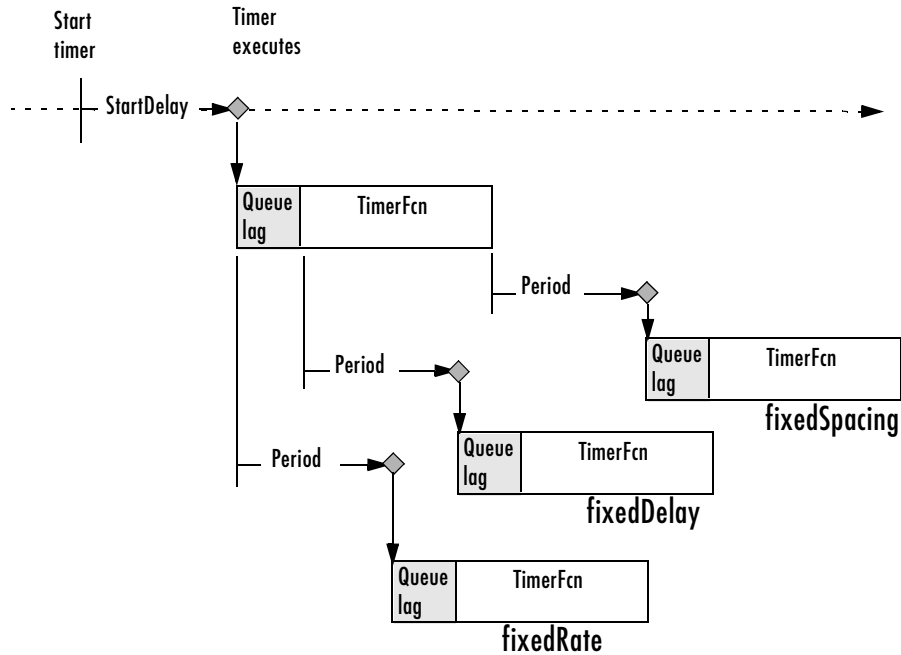 Start
timer
Timer
executes
StartDelay
Queue
lag
TimerFcn
Period
Queue
lag
TimerFcn
fixedSpacing
Period
Queue
lag
TimerFcn
fixedDelay
Period
Queue
lag
TimerFcn
fixedRate